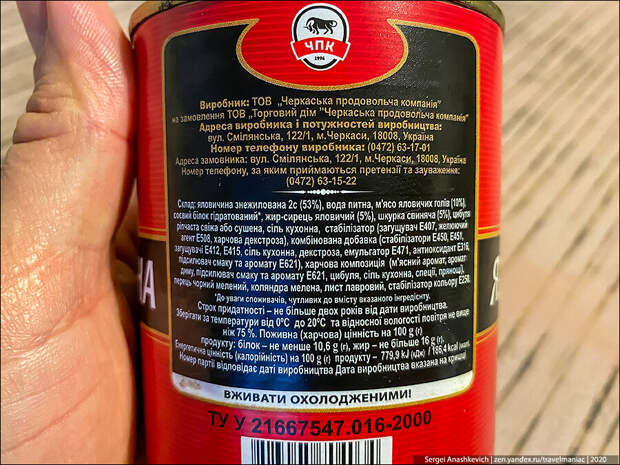 ЧПК
1996
Виробник: ТОВ „Черкаська продовольча компанія"
на замовлення ТОВ „Торговий дім "Черкаська продовольча компанія"
Адреса виробника і потужностей виробництва:
вул. Смілянська, 122/1, м.Черкаси, 18008, Україна
Номер телефону виробника: (0472) 63-17-01
Адреса замовника: вул. Смілянська, 122/1, м.Черкаси, 18008, Україна
Номер телефону, за яким приймаються претензії та зауваження:
(0472) 63-15-22
Склад: яловичина знежилована 2с (53%), вода питна, м'ясо яловичих голів (10%),
соєвий білок гідратований*, жир-сирець яловичий (5%), шкурка свиняча (5%), цибуля
ріпчаста свіжа або сушена, сіль кухонна, стабілізатор (загущувач Е407, желюючий
агент Е508, харчова декстроза), комбінована добавка (стабілізатори Е450, Е451,
загущувачі Е412, Е415, сіль кухонна, декстроза, емульгатор Е471, антиоксидант Е316,
підсилювач смаку та аромату Е621), харчова композиція (м'ясний аромат, аромат
диму, підсилювач смаку та аромату Е621, цибуля, сіль кухонна, спеції, прянощі),
перець чорний мелений, коріандра мелена, лист лавровий, стабілізатор кольору Е250.
*До уваги споживачів, чутливих до вмісту вказаного інгредієнту.
Строк придатності – не більше двох років від дати виробництва.
Зберігати за температури від 0°С до 20°С та відносної вологості повітря не вище
ніж 75 %. Поживна (харчова) цінність на 100 g (г)
продукту: білок – не менше 10,6 g (г), жир – не більше 16 g (г).
Енергетична цінність (калорійність) на 100 g (г) продукту – 779,9 kJ (кДж) / kcal
Номер партії відповідає даті виробництва Дата виробництва вказана на кришці
ВЖИВАТИ ОХОЛОДЖЕНИМИ!
ТУ У 21667547.016-2000
НА
Я
Sergei Anashkevich | zen.yandex.ru/travelmaniac | 2020